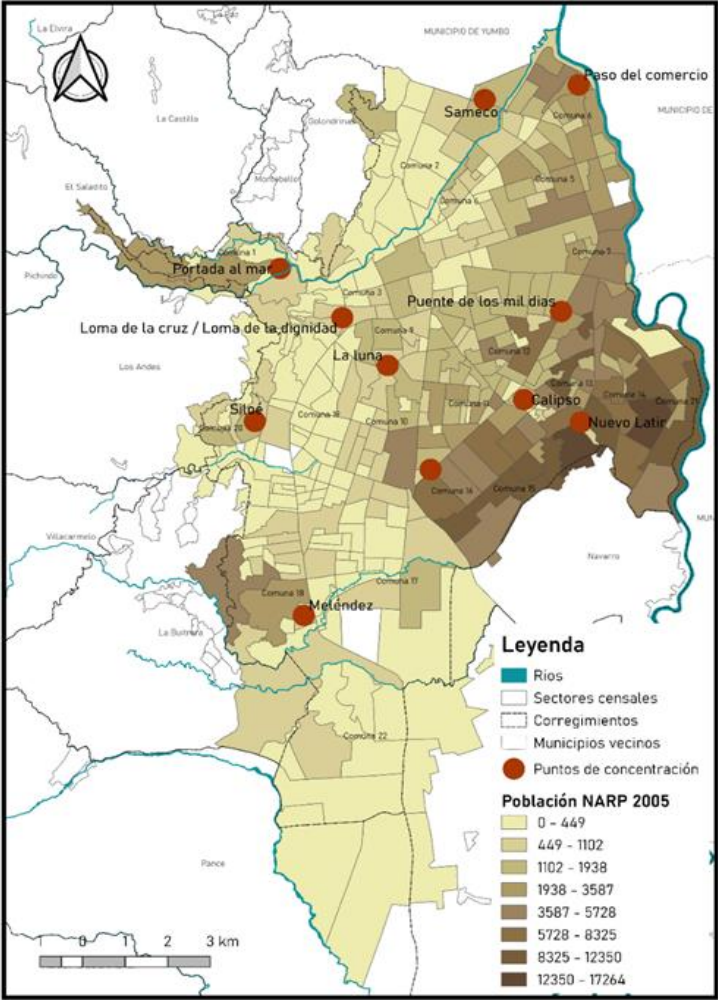 La Elvira
MUNICIPIO DE YUMBO
Paso del comercio
Sameco
MUNICIPIO DE
La Castilla
Golondrinas
Comuna 6
Comuna 2
Montebello
Comuna 5
El Saladito
Comuna 1
Comuna 7
Portada al mar
Pichindé
Comuna 3
Puente de los mil dias
Loma de la cruz / Loma de la dignidad
Comuna 9
La luna
Comuna 12
Los Andes
Comuna 13
Comuna 14
Comuna 21
Calipso
Siloé
Comuna 19
Comuna 11
Nuevo Latir
Comuna 20
Comuna 10
Comuna 16
Comuna 15
Villacarmelo
MUN
Navarro
Comuna 18
Comuna 17
Meléndez
La Buitrera
Comuna 22
Pance
Leyenda
Rios
Sectores censales
Corregimientos
Municipios vecinos
Puntos de concentración
Población NARP 2005
0 - 449
449 - 1102
1102 - 1938
1938 - 3587
3587 - 5728
5728 - 8325
8325 - 12350
12350 - 17264
1 0 1 2 3 km